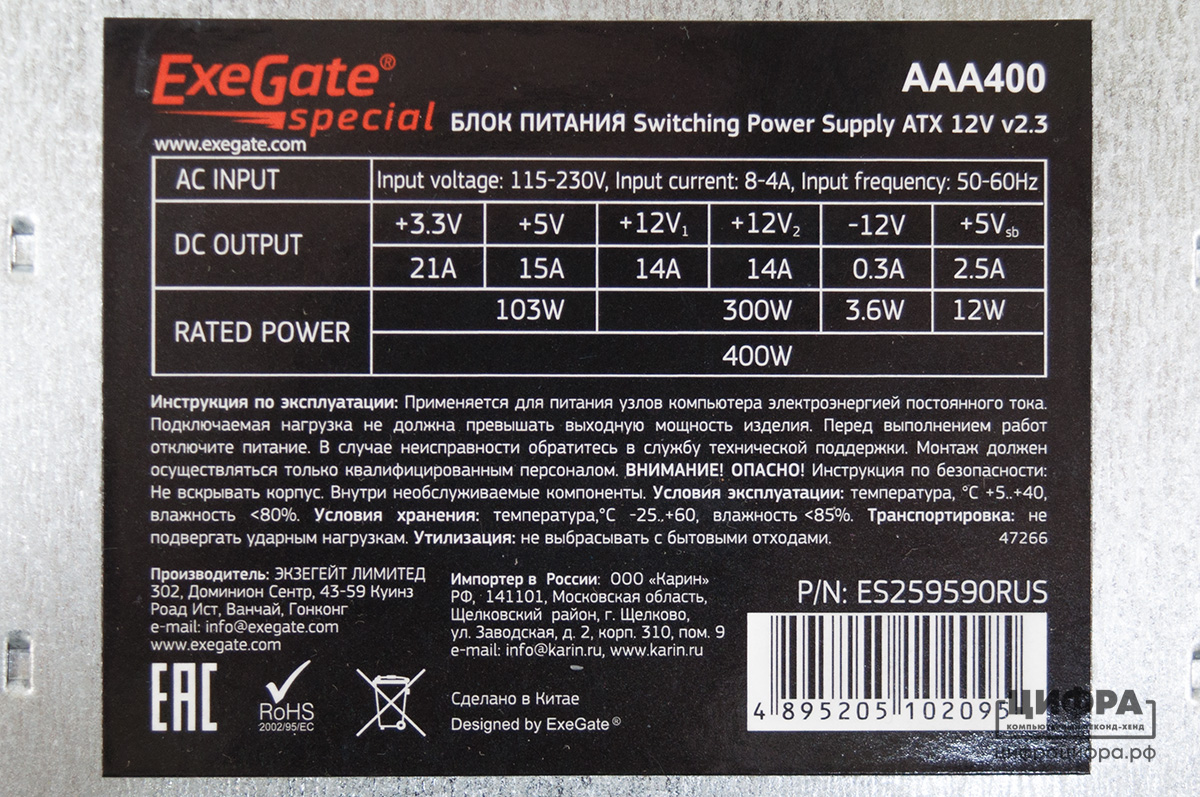 ExeGate®
special
www.exegate.com
AAA400
БЛОК ПИТАНИЯ Switching Power Supply ATX 12V v2.3
AC INPUT Input voltage: 115-230V, Input current: 8-4A, Input frequency: 50-60Hz
DC OUTPUT
+3.3V +5V +12V1 +12V2 -12V +5Vsb
21A 15A 14A 14A 0.3A 2.5A
RATED POWER
103W 300W 3.6W 12W
400W
Инструкция по эксплуатации: Применяется для питания узлов компьютера электроэнергией постоянного тока.
Подключаемая нагрузка не должна превышать выходную мощность изделия. Перед выполнением работ
отключите питание. В случае неисправности обратитесь в службу технической поддержки. Монтаж должен
осуществляться только квалифицированным персоналом. ВНИМАНИЕ! ОПАСНО! Инструкция по безопасности:
Не вскрывать корпус. Внутри необслуживаемые компоненты. Условия эксплуатации: температура, °C +5..+40,
влажность <80%. Условия хранения: температура,°C -25..+60, влажность <85%. Транспортировка: не
подвергать ударным нагрузкам. Утилизация: не выбрасывать с бытовыми отходами. 47266
Производитель: ЭКЗЕГЕЙТ ЛИМИТЕД
302, Доминион Сентр, 43-59 Куинз
Роад Ист, Ванчай, Гонконг
e-mail: info@exegate.com
www.exegate.com
Импортер в России: ООО «Карин»
РФ, 141101, Московская область,
Щелковский район, г. Щелково,
ул. Заводская, д. 2, корп. 310, пом. 9
e-mail: info@karin.ru, www.karin.ru
P/N: ES259590RUS
EAC
RoHS
2002/95/EC
Сделано в Китае
Designed by ExeGate®
4 895205 102095
ЦИФРА
цифрацифра.рф